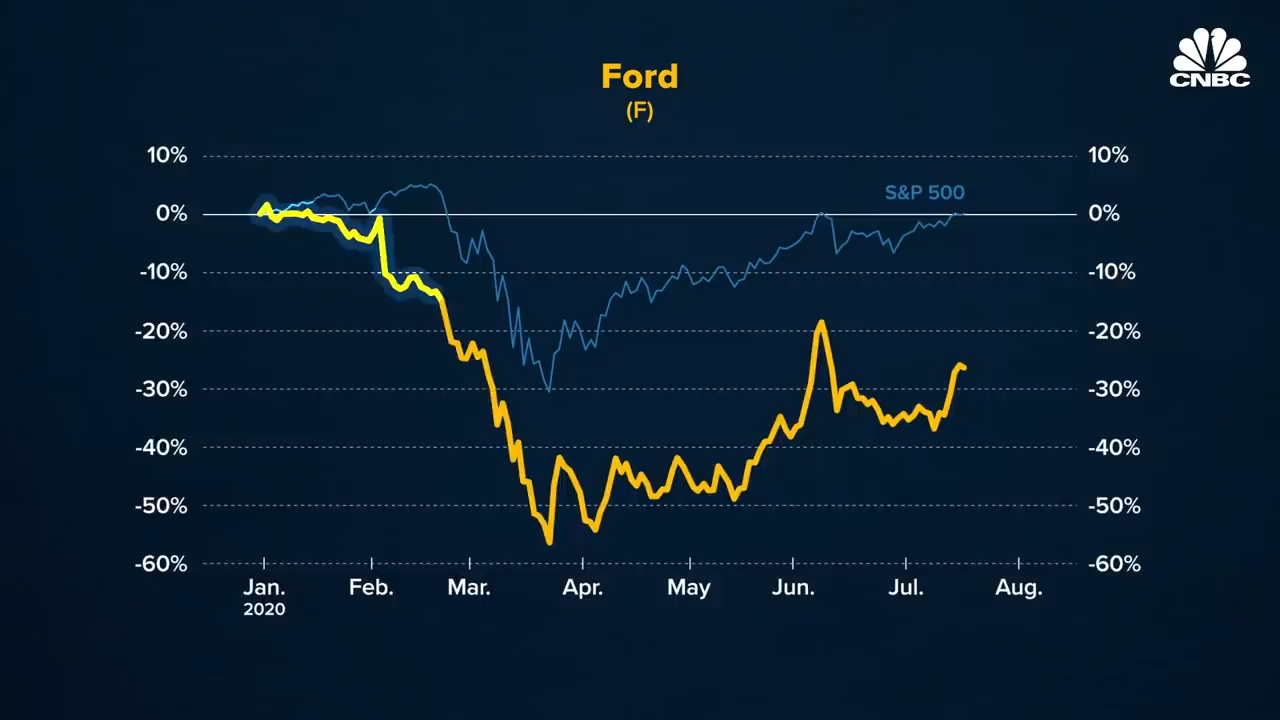 CNBC
Ford
(F)
10% 10%
S&P 500
0% 0%
-10% -10%
-20% -20%
-30% -30%
-40% -40%
-50% -50%
-60% -60%
Jan. Feb. Mar. Apr. May Jun. Jul. Aug.
2020